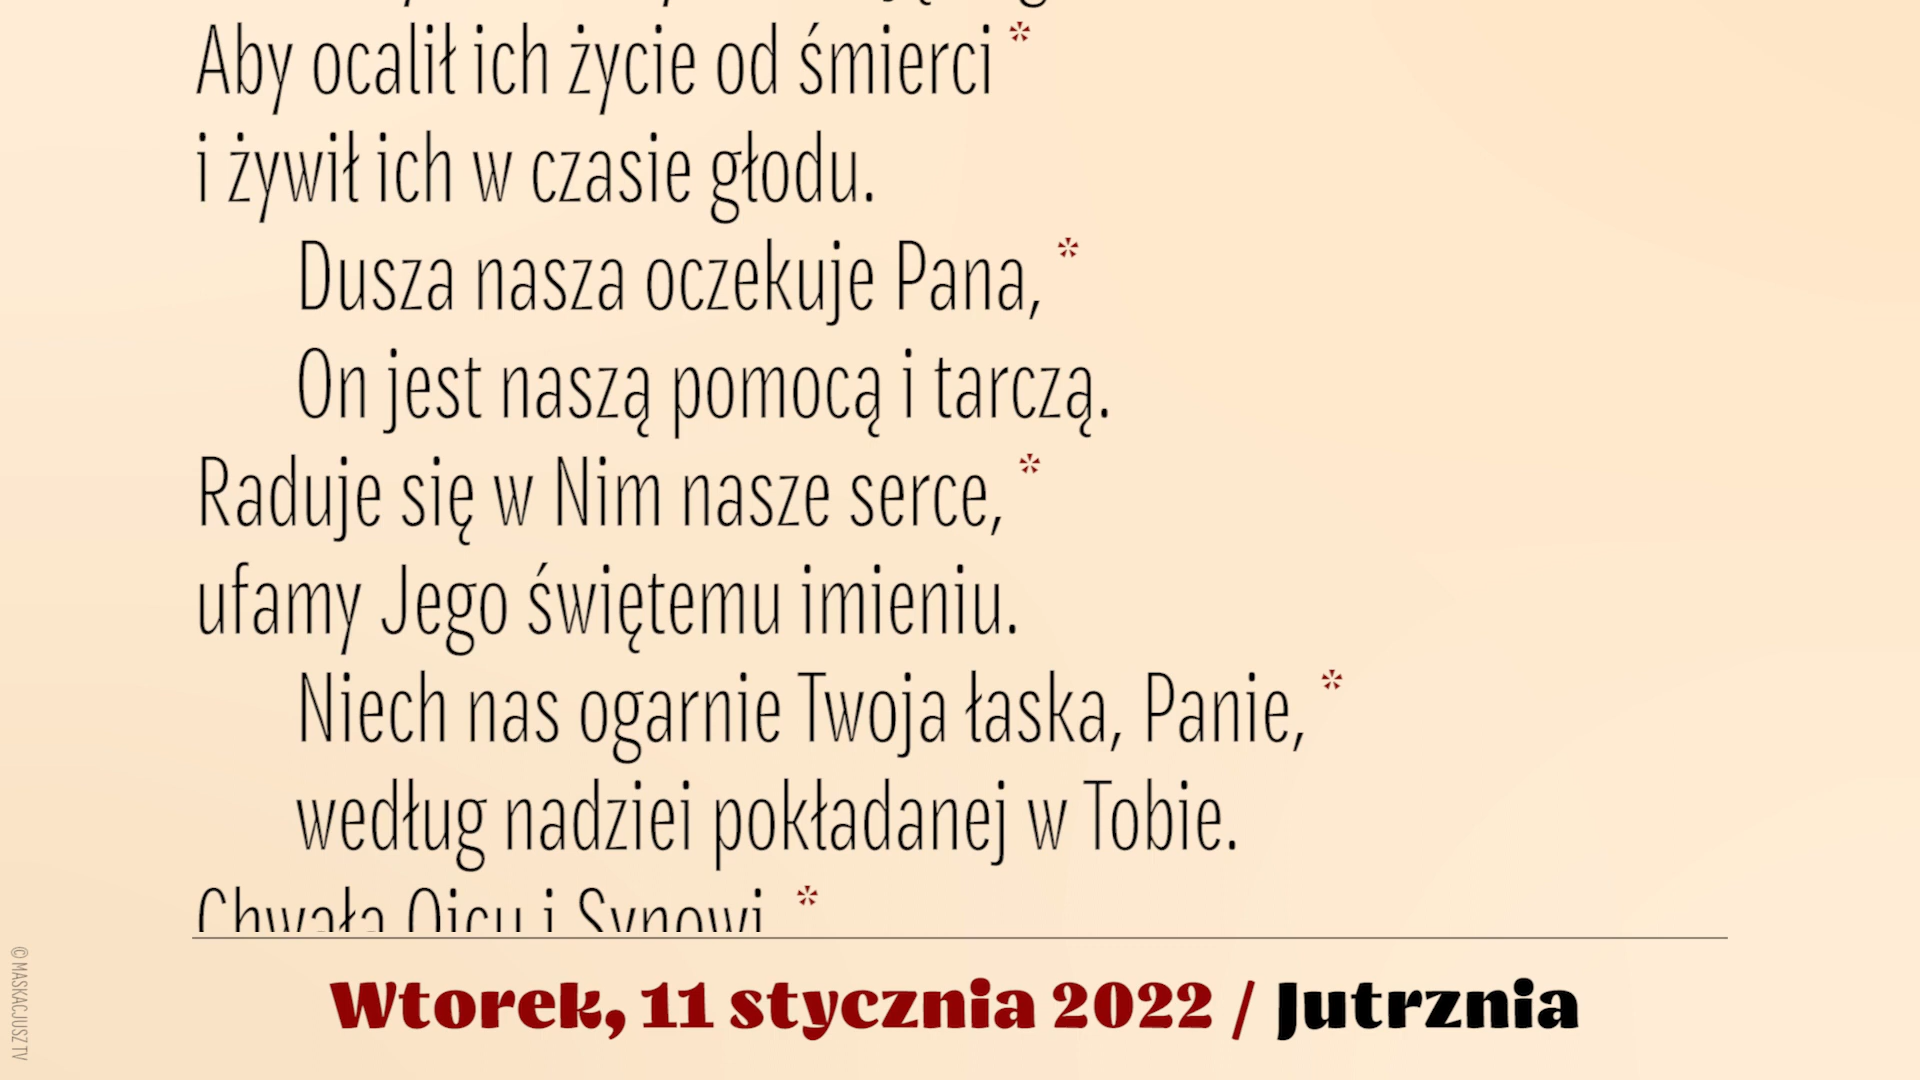 Aby ocalił ich życie od śmierci *
i żywił ich w czasie głodu.
Dusza nasza oczekuje Pana, *
On jest naszą pomocą i tarczą.
Raduje się w Nim nasze serce, *
ufamy Jego świętemu imieniu.
Niech nas ogarnie Twoja łaska, Panie, *
według nadziei pokładanej w Tobie.
Chwała Ojcu i Synowi, *
Wtorek, 11 stycznia 2022 / Jutrznia
© MASKACJUSZ TV